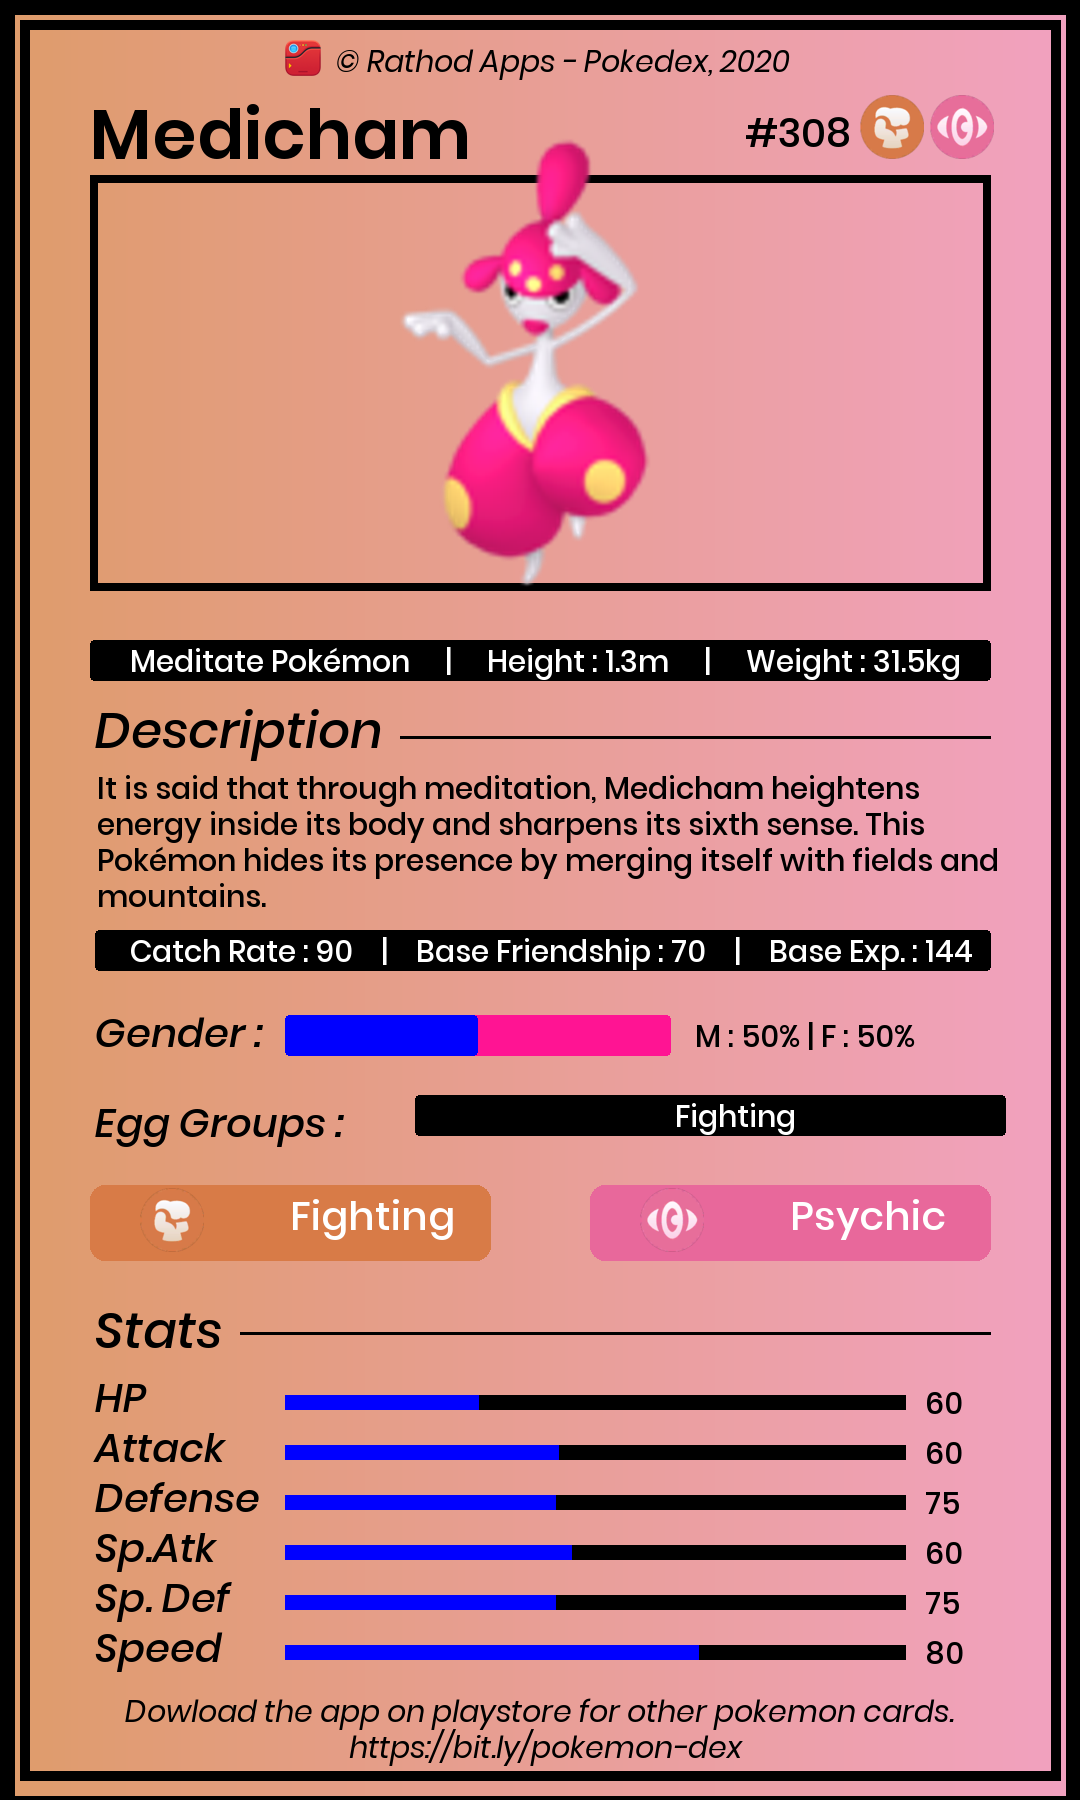 © Rathod Apps - Pokedex, 2020
Medicham #308
Meditate Pokémon | Height : 1.3m | Weight : 31.5kg
Description
It is said that through meditation, Medicham heightens
energy inside its body and sharpens its sixth sense. This
Pokémon hides its presence by merging itself with fields and
mountains.
Catch Rate : 90 | Base Friendship : 70 | Base Exp. : 144
Gender : M : 50% | F : 50%
Egg Groups : Fighting
Fighting Psychic
Stats
HP 60
Attack 60
Defense 75
Sp.Atk 60
Sp. Def 75
Speed 80
Dowload the app on playstore for other pokemon cards.
https://bit.ly/pokemon-dex